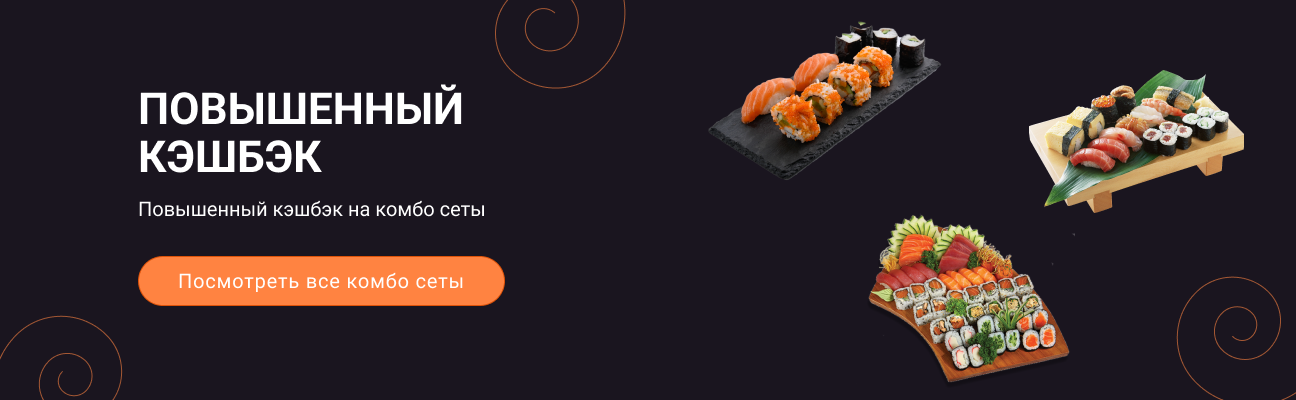 ПОВЫШЕННЫЙ
КЭШБЭК
Повышенный кэшбэк на комбо сеты
Посмотреть все комбо сеты